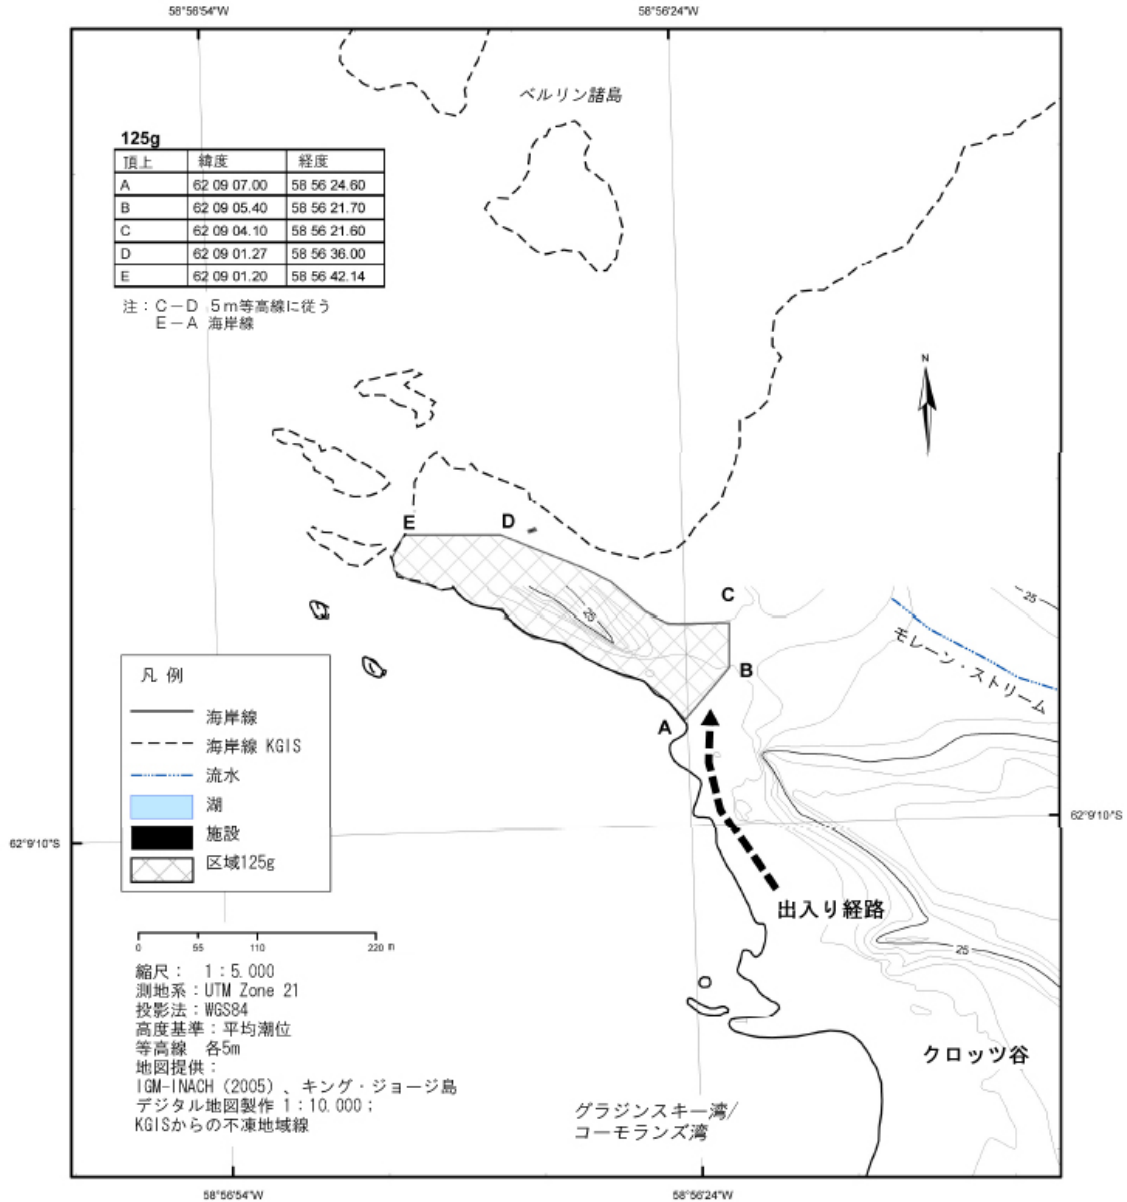 58°56'54"W
58°56'24"W
ベルリン諸島
125g
頂上 緯度 経度
A 62 09 07.00 58 56 24.60
B 62 09 05.40 58 56 21.70
C 62 09 04.10 58 56 21.60
D 62 09 01.27 58 56 36.00
E 62 09 01.20 58 56 42.14
注：C－D 5m等高線に従う
E－A 海岸線
N
E
D
C
B
A
25
25
モレーン・ストリーム
凡 例
海岸線
海岸線 KGIS
流水
湖
施設
区域125g
62°9'10"S
62°9'10"S
出入り経路
25
0 55 110 220 m
縮尺： 1：5.000
測地系：UTM Zone 21
投影法：WGS84
高度基準：平均潮位
等高線 各5m
地図提供：
IGM-INACH (2005) 、キング・ジョージ島
デジタル地図製作 1：10.000；
KGISからの不凍地域線
クロッツ谷
グラジンスキー湾/
コーモランズ湾
58°56'54"W
58°56'24"W